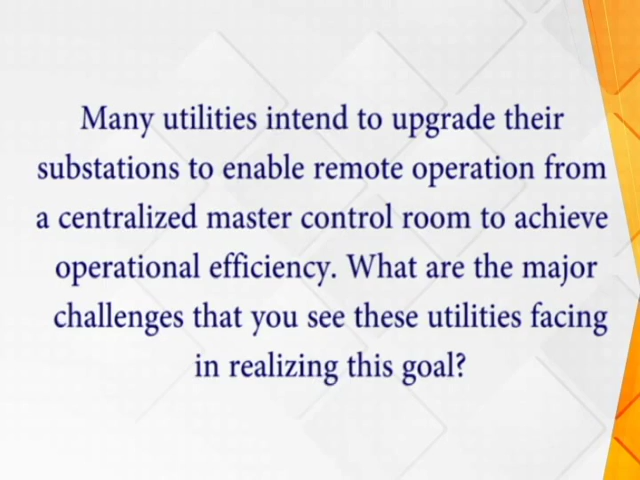 Many utilities intend to upgrade their
substations to enable remote operation from
a centralized master control room to achieve
operational efficiency. What are the major
challenges that you see these utilities facing
in realizing this goal?